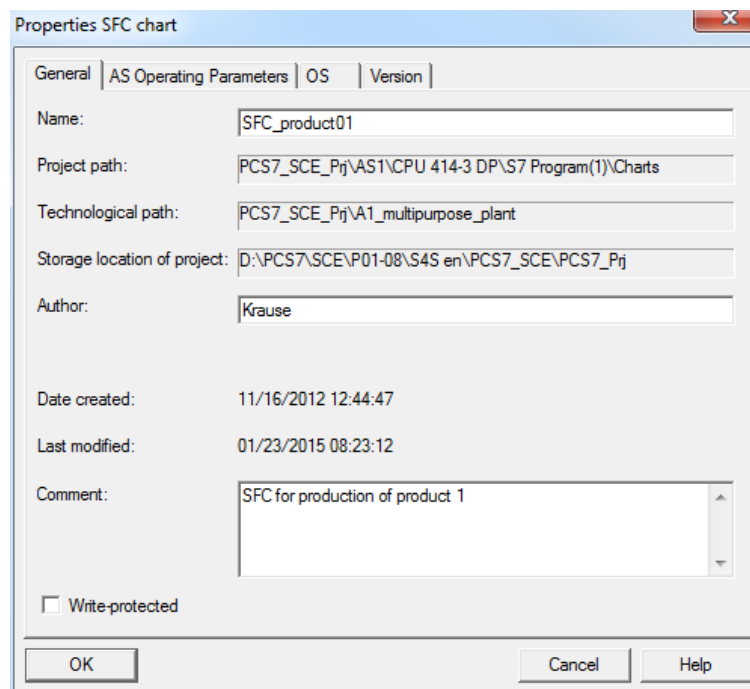 Properties SFC chart
General AS Operating Parameters OS Version
Name: SFC_product01
Project path: PCS7_SCE_Prj\AS1\CPU 414-3 DP\S7 Program(1)\Charts
Technological path: PCS7_SCE_Prj\A1_multipurpose_plant
Storage location of project: D:\PCS7\SCE\P01-08\S4S en\PCS7_SCE\PCS7_Prj
Author: Krause
Date created: 11/16/2012 12:44:47
Last modified: 01/23/2015 08:23:12
Comment: SFC for production of product 1
Write-protected
OK Cancel Help